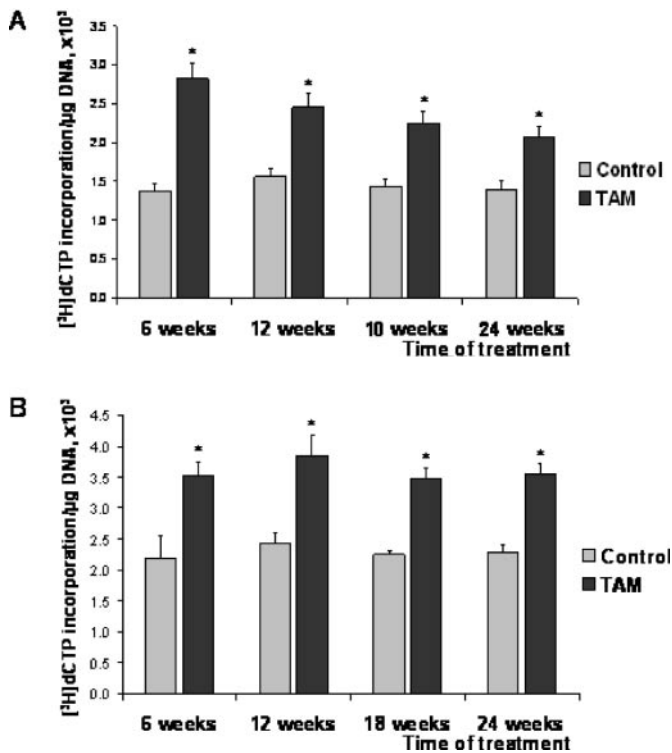 A
[³H]dCTP incorporation/µg DNA, x10³
3.5
3.0
2.5
2.0
1.5
1.0
0.5
0.0
*
*
*
*
Control
TAM
6 weeks 12 weeks 10 weeks 24 weeks
Time of treatment
B
[³H]dCTP incorporation/µg DNA, x10³
4.5
4.0
3.5
3.0
2.5
2.0
1.5
1.0
0.5
0.0
*
*
*
*
Control
TAM
6 weeks 12 weeks 18 weeks 24 weeks
Time of treatment